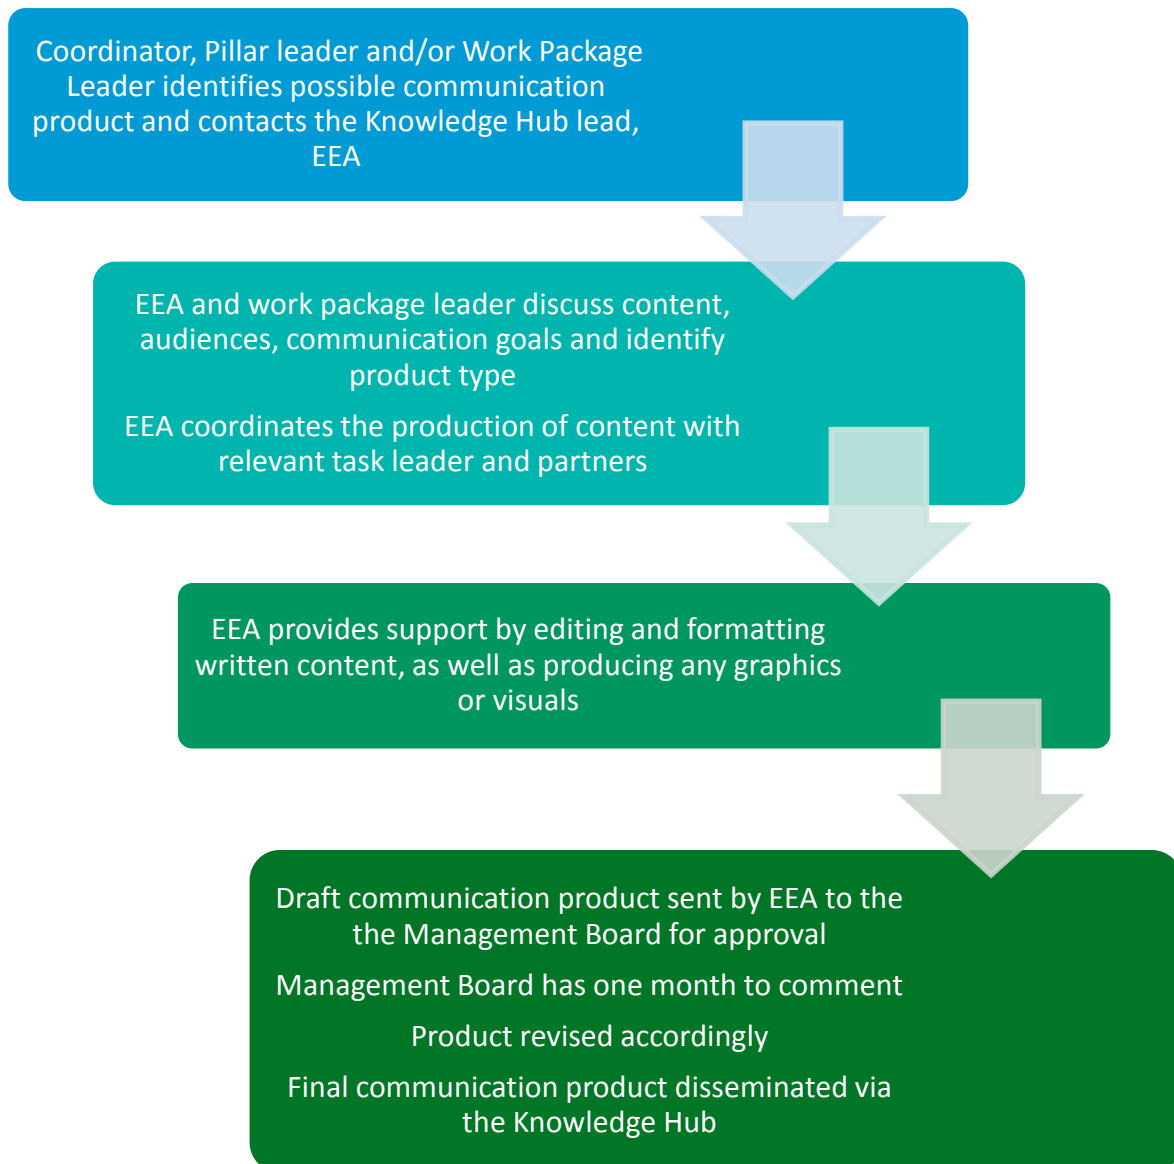 Coordinator, Pillar leader and/or Work Package
Leader identifies possible communication
product and contacts the Knowledge Hub lead,
EEA
EEA and work package leader discuss content,
audiences, communication goals and identify
product type
EEA coordinates the production of content with
relevant task leader and partners
EEA provides support by editing and formatting
written content, as well as producing any graphics
or visuals
Draft communication product sent by EEA to the
the Management Board for approval
Management Board has one month to comment
Product revised accordingly
Final communication product disseminated via
the Knowledge Hub